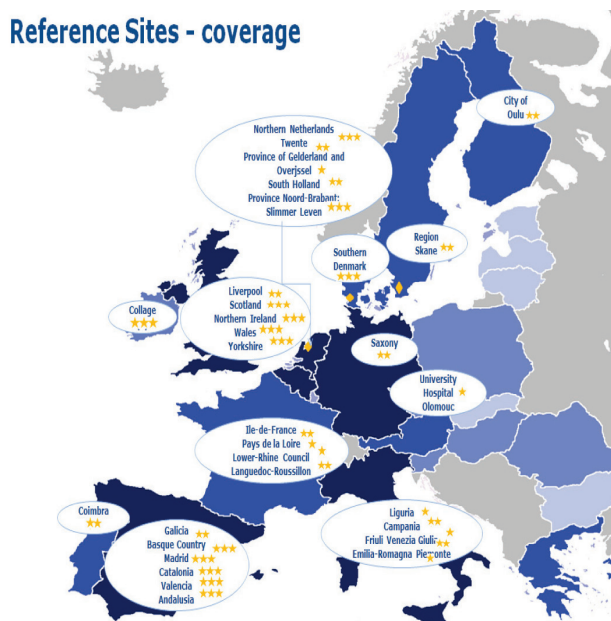 Reference Sites - coverage
City of
Oulu
Northern Netherlands
Twente
Province of Gelderland and
Overjssel
South Holland
Province Noord-Brabant:
Slimmer Leven
Region
Skane
Southern
Denmark
Liverpool
Scotland
Northern Ireland
Wales
Yorkshire
Collage
Saxony
University
Hospital
Olomouc
Ile-de-France
Pays de la Loire
Lower-Rhine Council
Languedoc-Roussillon
Coimbra
Galicia
Basque Country
Madrid
Catalonia
Valencia
Andalusia
Liguria
Campania
Friuli Venezia Giulia
Emilia-Romagna Piemonte